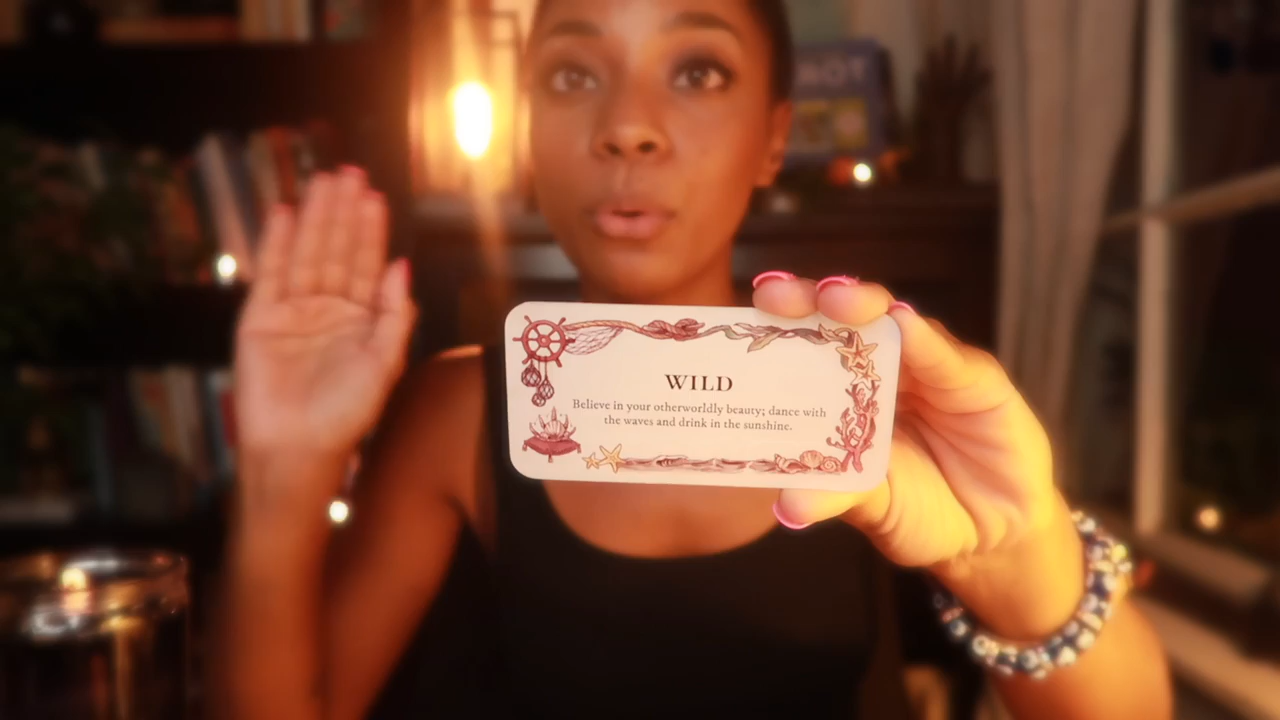 WILD
Believe in your otherworldly beauty; dance with
the waves and drink in the sunshine.